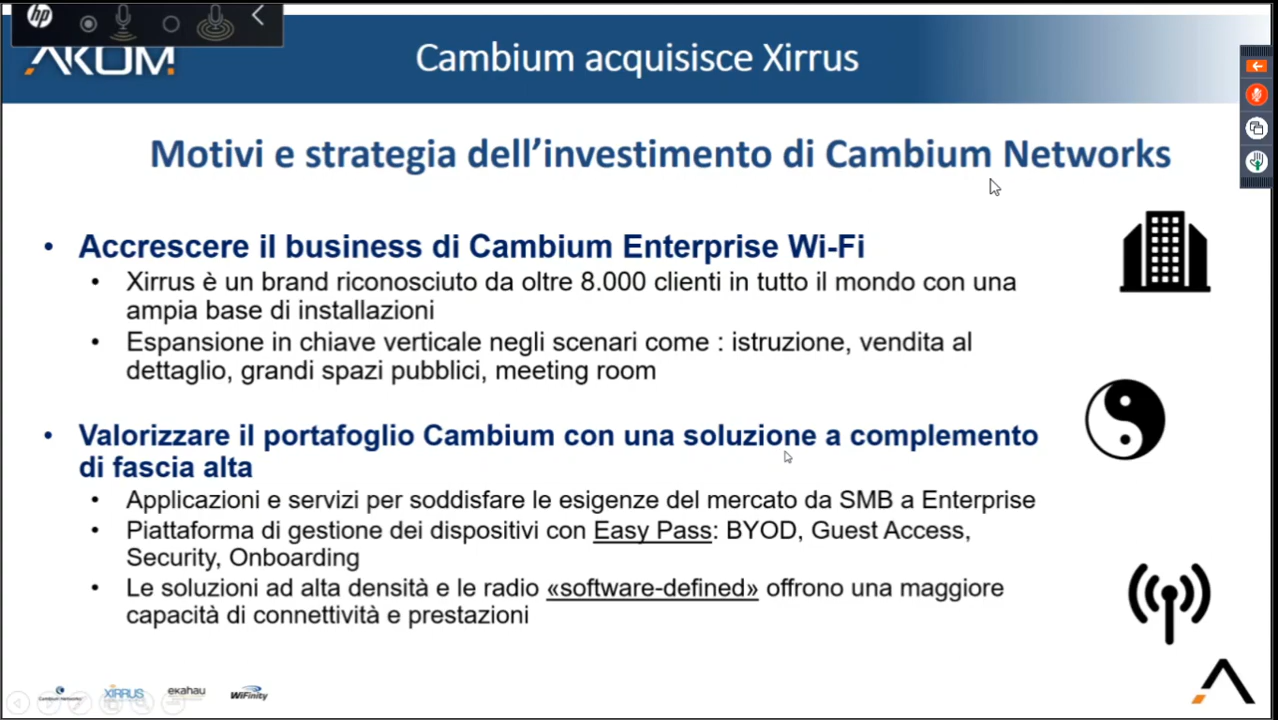 hp
AKOM!
Cambium acquisisce Xirrus
Motivi e strategia dell'investimento di Cambium Networks
• Accrescere il business di Cambium Enterprise Wi-Fi
• Xirrus è un brand riconosciuto da oltre 8.000 clienti in tutto il mondo con una
ampia base di installazioni
• Espansione in chiave verticale negli scenari come : istruzione, vendita al
dettaglio, grandi spazi pubblici, meeting room
• Valorizzare il portafoglio Cambium con una soluzione a complemento
di fascia alta
• Applicazioni e servizi per soddisfare le esigenze del mercato da SMB a Enterprise
• Piattaforma di gestione dei dispositivi con Easy Pass: BYOD, Guest Access,
Security, Onboarding
• Le soluzioni ad alta densità e le radio «software-defined» offrono una maggiore
capacità di connettività e prestazioni
Cambium Networks XIRRUS ekahau WiFinity